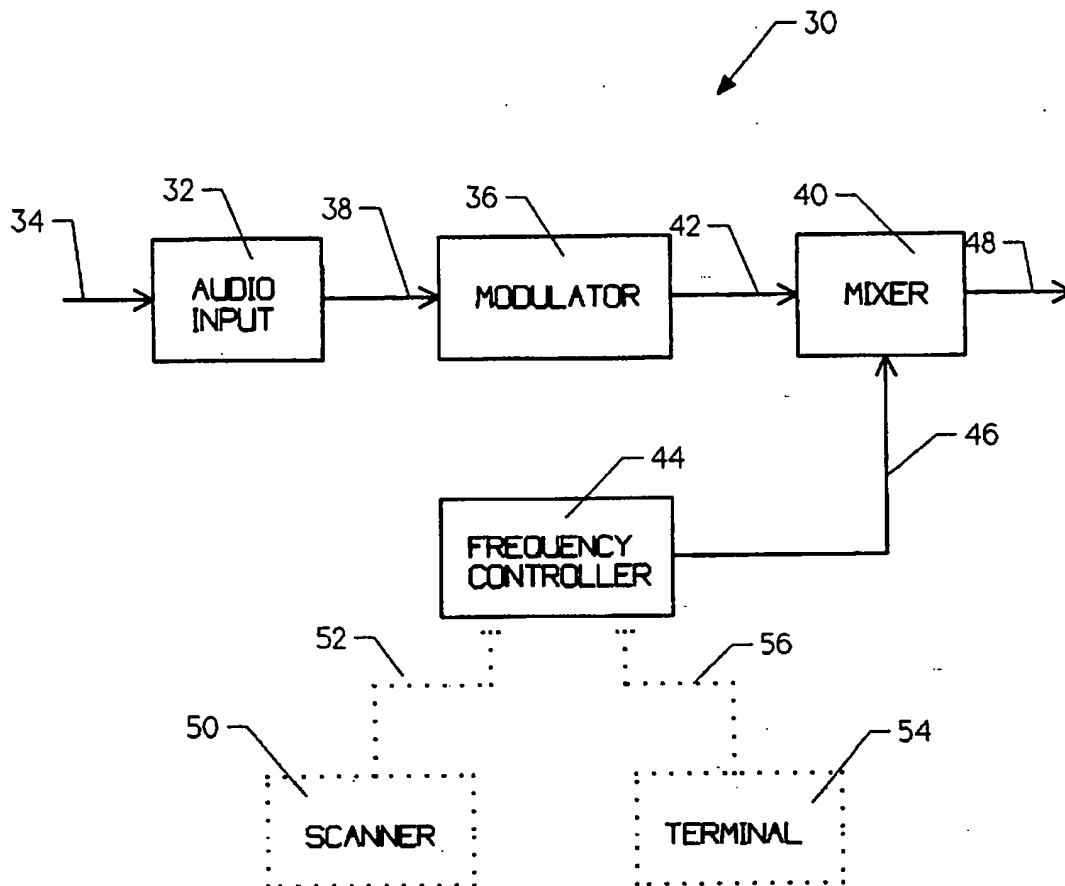 30
32
34
38
36
42
40
48
AUDIO
INPUT
MODULATOR
MIXER
46
44
FREQUENCY
CONTROLLER
52
56
50
54
SCANNER
TERMINAL